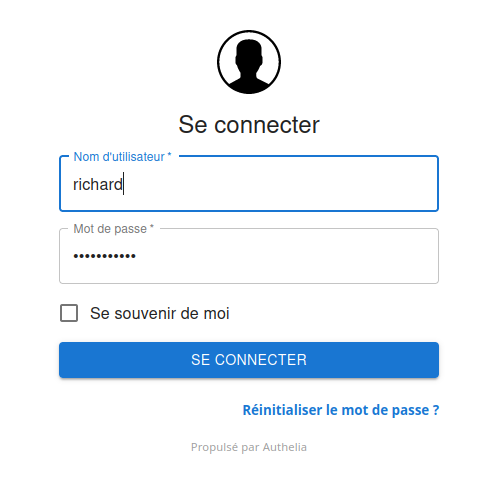 Se connecter
Nom d'utilisateur *
richard
Mot de passe *
•••••••••••
Se souvenir de moi
SE CONNECTER
Réinitialiser le mot de passe ?
Propulsé par Authelia